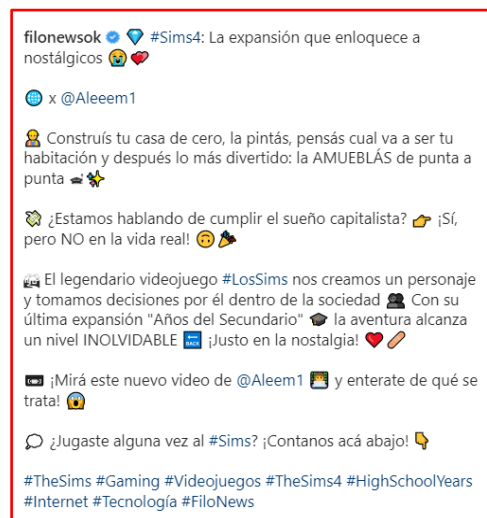 filonewsok 💎 #Sims4: La expansión que enloquece a
nostálgicos 😭💕
🌐 x @Aleeem1
👷 Construís tu casa de cero, la pintás, pensás cual va a ser tu
habitación y después lo más divertido: la AMUEBLÁS de punta a
punta 🛋✨
💸 ¿Estamos hablando de cumplir el sueño capitalista? 👉 ¡Sí,
pero NO en la vida real! 🙃🎉
🎮 El legendario videojuego #LosSims nos creamos un personaje
y tomamos decisiones por él dentro de la sociedad 👥 Con su
última expansión "Años del Secundario" 🎓 la aventura alcanza
un nivel INOLVIDABLE 🔙 ¡Justo en la nostalgia! ❤️🩹
📼 ¡Mirá este nuevo video de @Aleem1 👨‍💻 y enterate de qué se
trata! 😱
💭 ¿Jugaste alguna vez al #Sims? ¡Contanos acá abajo! 👇
#TheSims #Gaming #Videojuegos #TheSims4 #HighSchoolYears
#Internet #Tecnología #FiloNews